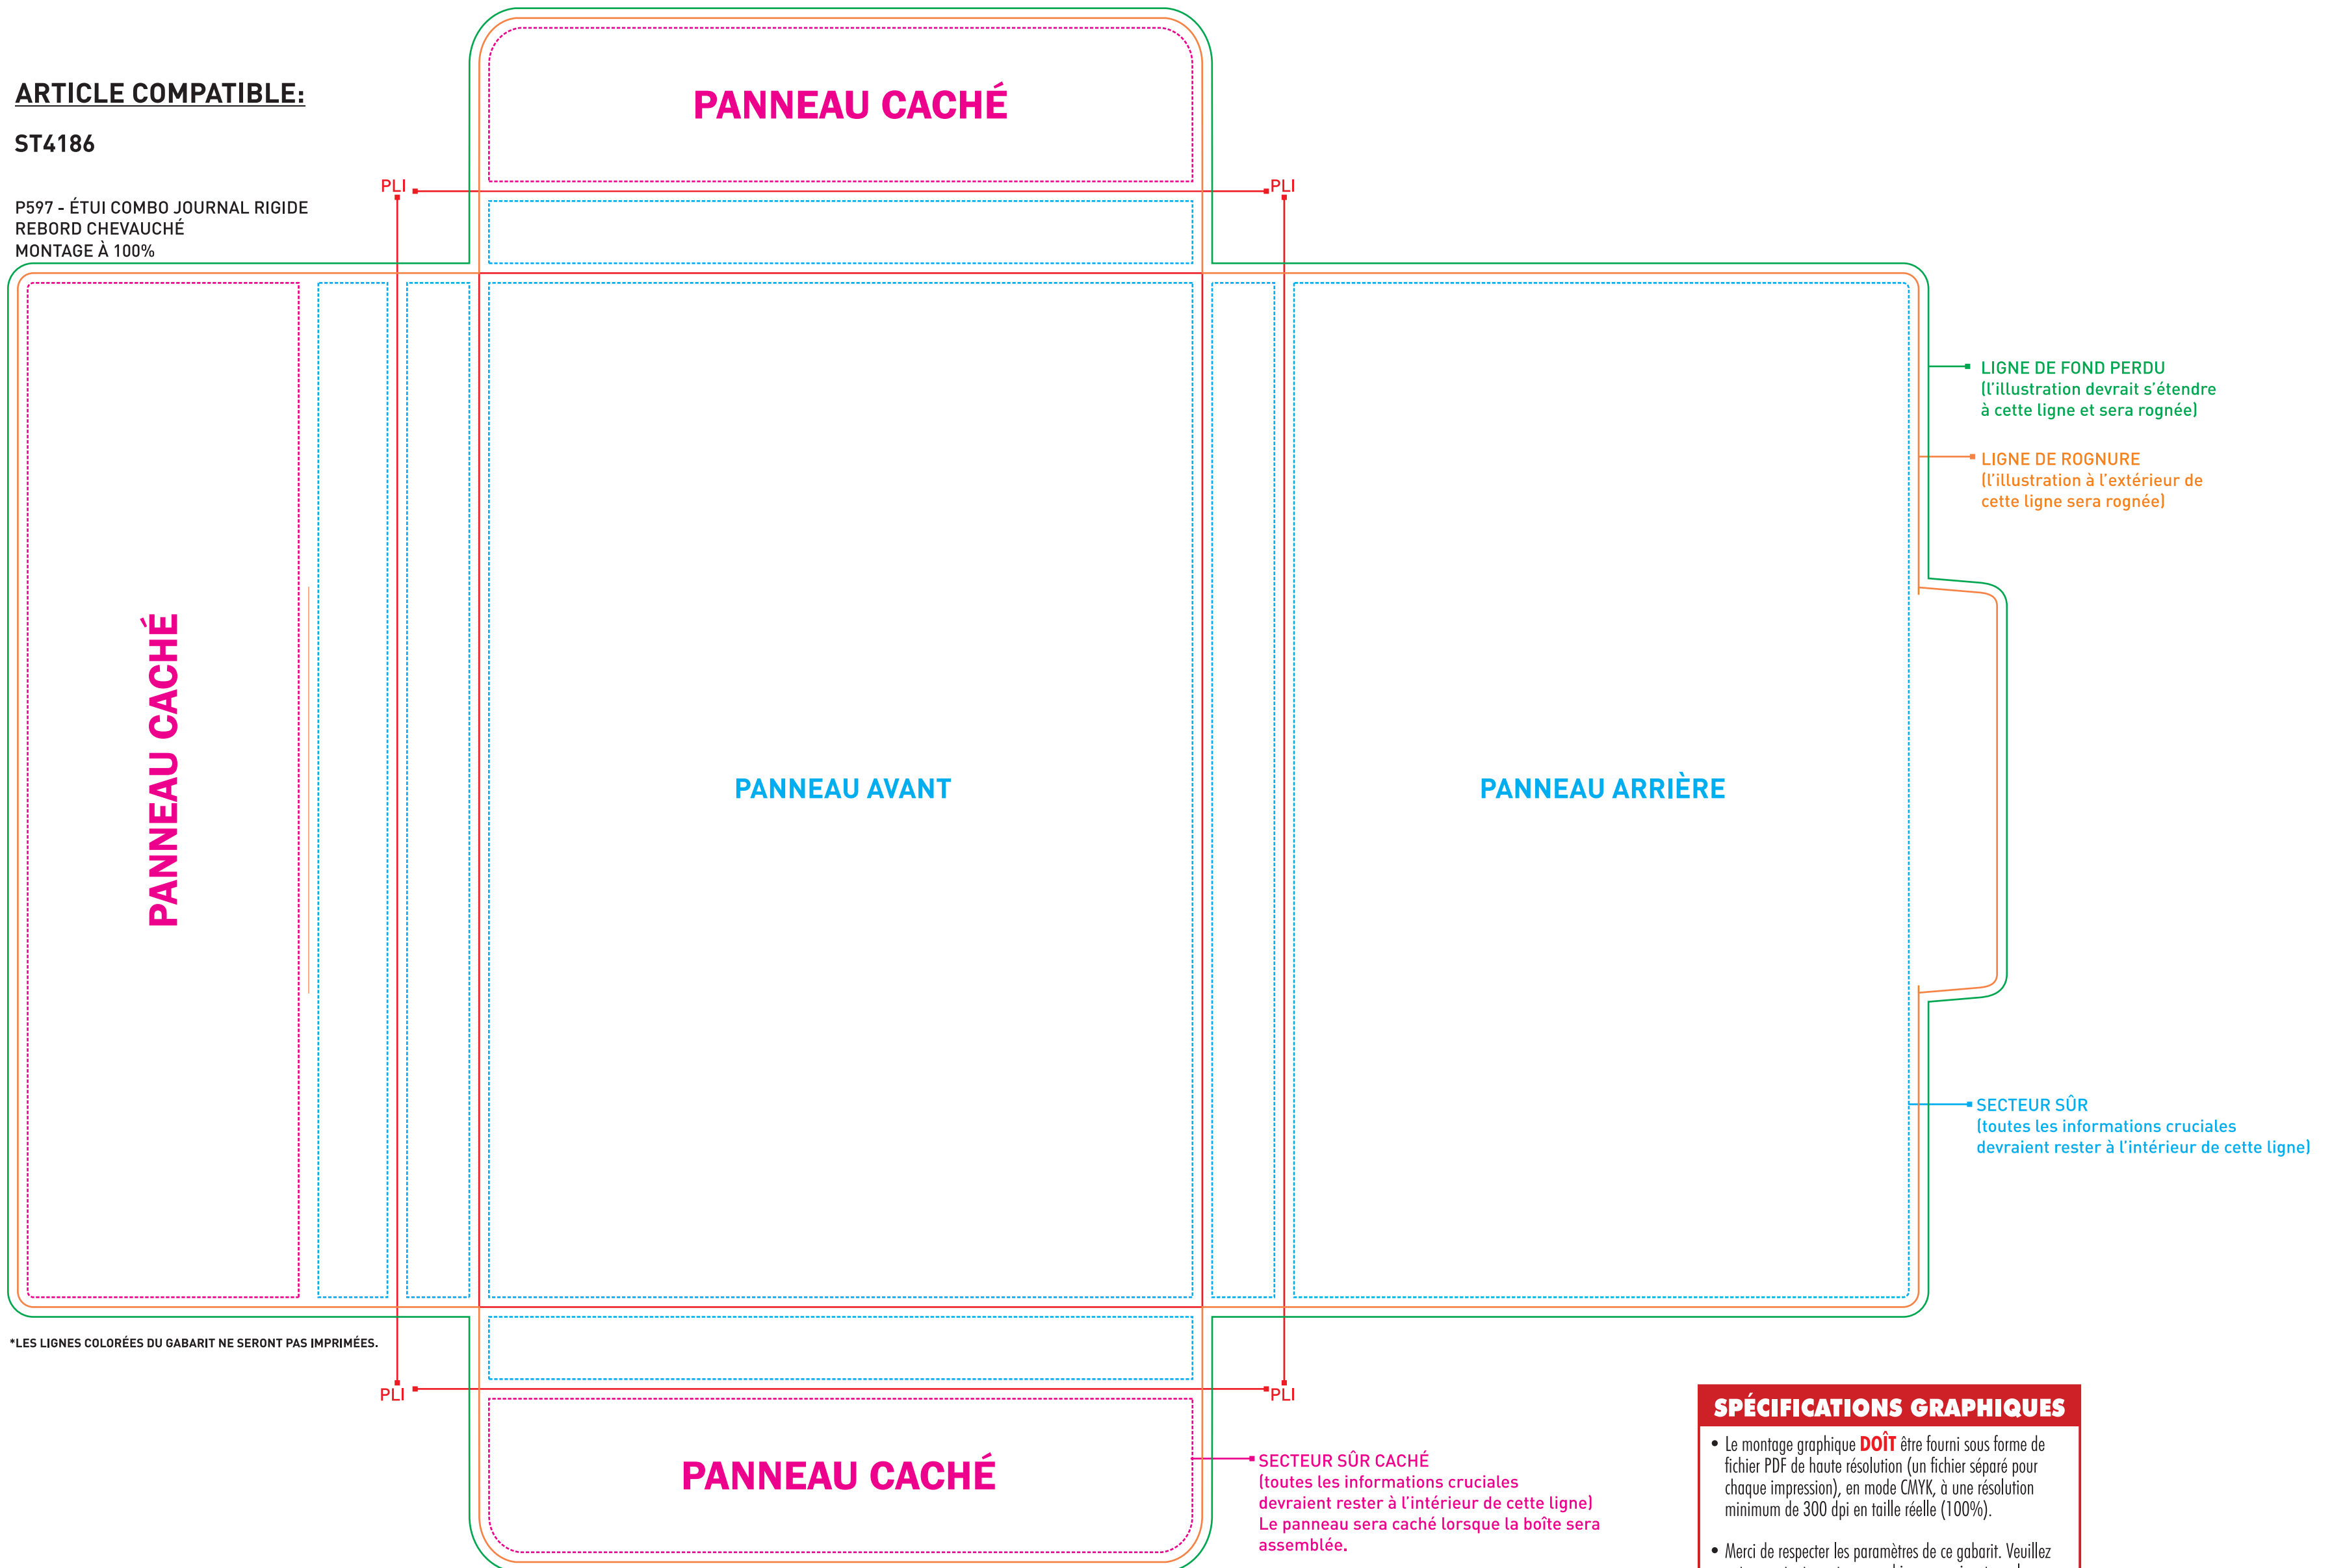 ARTICLE COMPATIBLE:
ST4186
P597 - ÉTUI COMBO JOURNAL RIGIDE
REBORD CHEVAUCHÉ
MONTAGE À 100%
PANNEAU CACHÉ
PLI
PLI
PANNEAU CACHÉ
PANNEAU AVANT
PANNEAU ARRIÈRE
LIGNE DE FOND PERDU
(l'illustration devrait s'étendre
à cette ligne et sera rognée)
LIGNE DE ROGNURE
(l'illustration à l'extérieur de
cette ligne sera rognée)
SECTEUR SÛR
(toutes les informations cruciales
devraient rester à l'intérieur de cette ligne)
*LES LIGNES COLORÉES DU GABARIT NE SERONT PAS IMPRIMÉES.
PLI
PLI
PANNEAU CACHÉ
SECTEUR SÛR CACHÉ
(toutes les informations cruciales
devraient rester à l'intérieur de cette ligne)
Le panneau sera caché lorsque la boîte sera
assemblée.
SPÉCIFICATIONS GRAPHIQUES
• Le montage graphique DOÎT être fourni sous forme de
fichier PDF de haute résolution (un fichier séparé pour
chaque impression), en mode CMYK, à une résolution
minimum de 300 dpi en taille réelle (100%).
• Merci de respecter les paramètres de ce gabarit. Veuillez